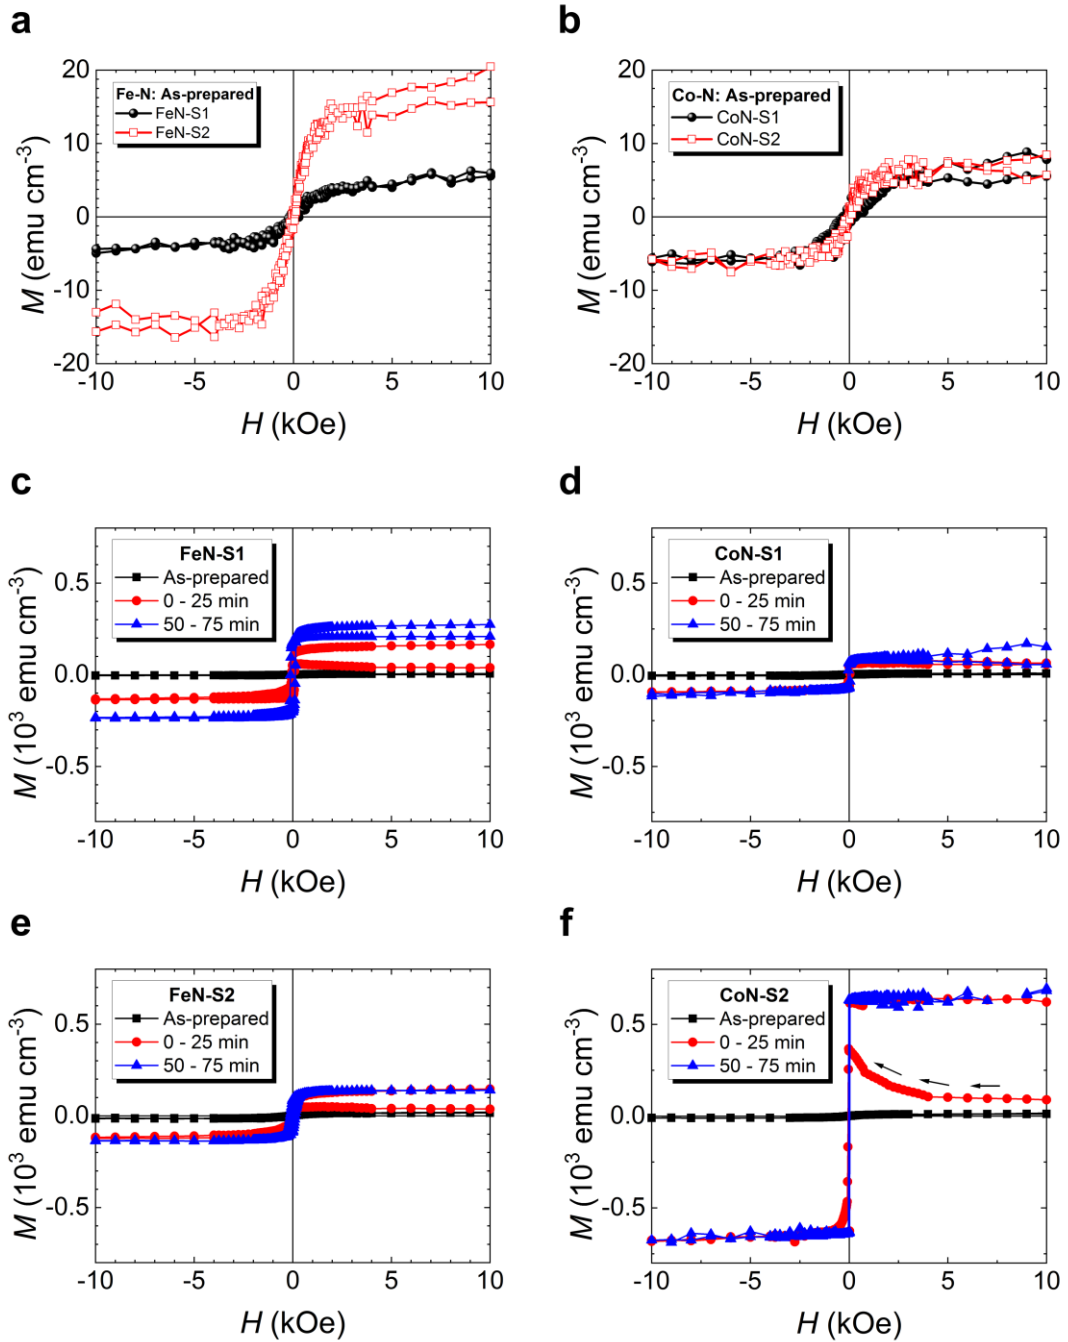 a
20
10
0
-10
-20
M (emu cm-3)
Fe-N: As-prepared
FeN-S1
FeN-S2
-10 -5 0 5 10
H (kOe)
b
20
10
0
-10
-20
M (emu cm-3)
Co-N: As-prepared
CoN-S1
CoN-S2
-10 -5 0 5 10
H (kOe)
c
0.5
0.0
-0.5
M (10³ emu cm-3)
FeN-S1
As-prepared
0 - 25 min
50 - 75 min
-10 -5 0 5 10
H (kOe)
d
0.5
0.0
-0.5
M (10³ emu cm-3)
CoN-S1
As-prepared
0 - 25 min
50 - 75 min
-10 -5 0 5 10
H (kOe)
e
0.5
0.0
-0.5
M (10³ emu cm-3)
FeN-S2
As-prepared
0 - 25 min
50 - 75 min
-10 -5 0 5 10
H (kOe)
f
0.5
0.0
-0.5
M (10³ emu cm-3)
CoN-S2
As-prepared
0 - 25 min
50 - 75 min
-10 -5 0 5 10
H (kOe)